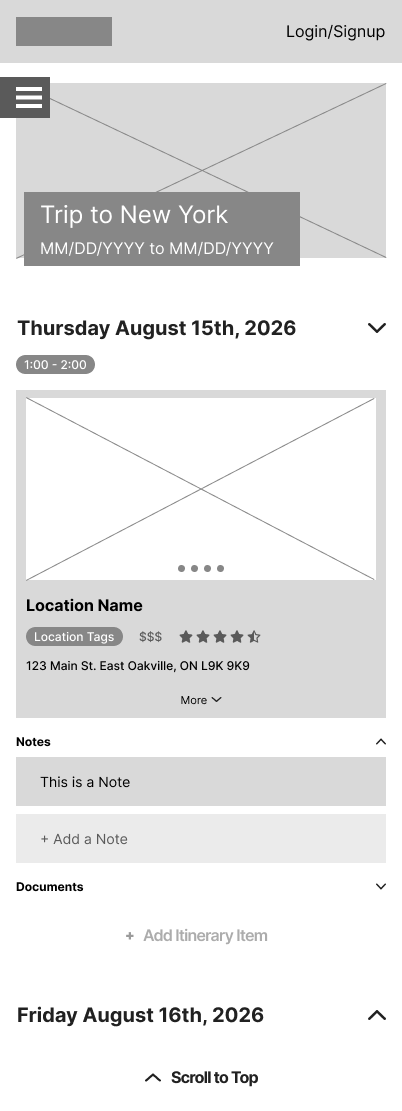 Login/Signup
Trip to New York
MM/DD/YYYY to MM/DD/YYYY
Thursday August 15th, 2026
1:00 - 2:00
Location Name
Location Tags $$$
123 Main St. East Oakville, ON L9K 9K9
More
Notes
This is a Note
+ Add a Note
Documents
+ Add Itinerary Item
Friday August 16th, 2026
Scroll to Top